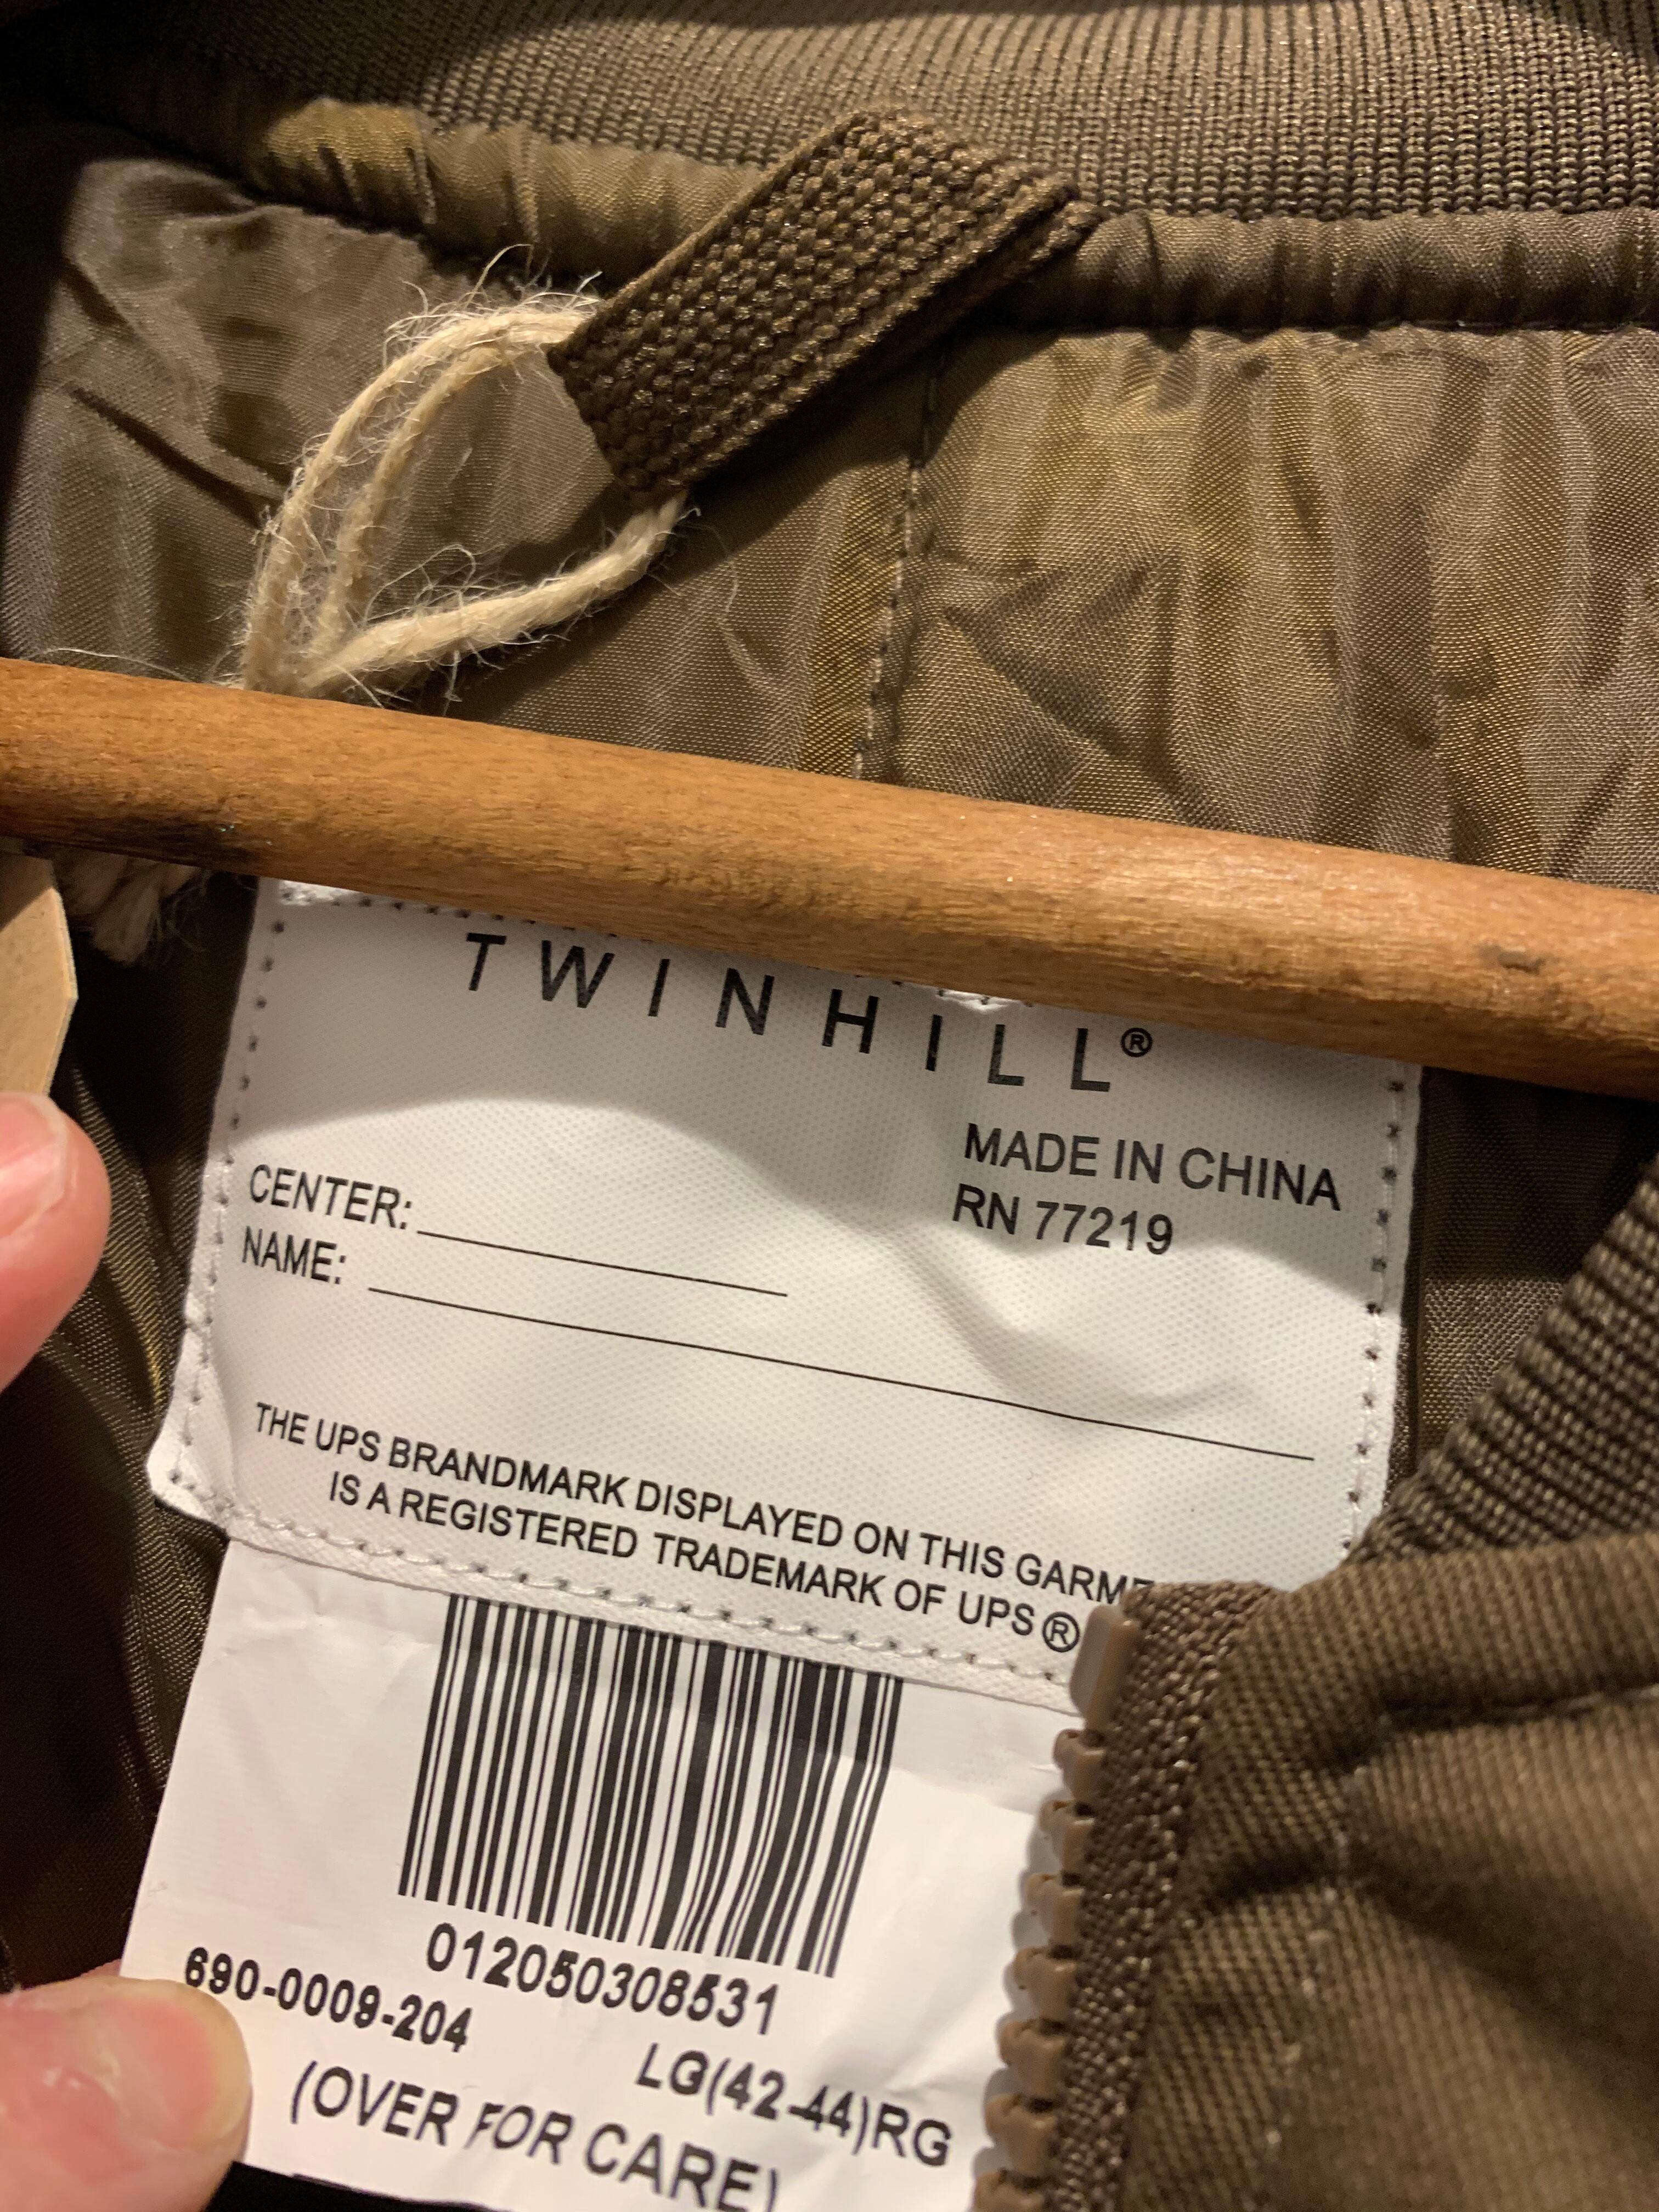 TWINHILL®
MADE IN CHINA
RN 77219
CENTER:
NAME:
THE UPS BRANDMARK DISPLAYED ON THIS GARME
IS A REGISTERED TRADEMARK OF UPS ®
012050308531
690-0009-204
LG(42-44)RG
(OVER FOR CARE)